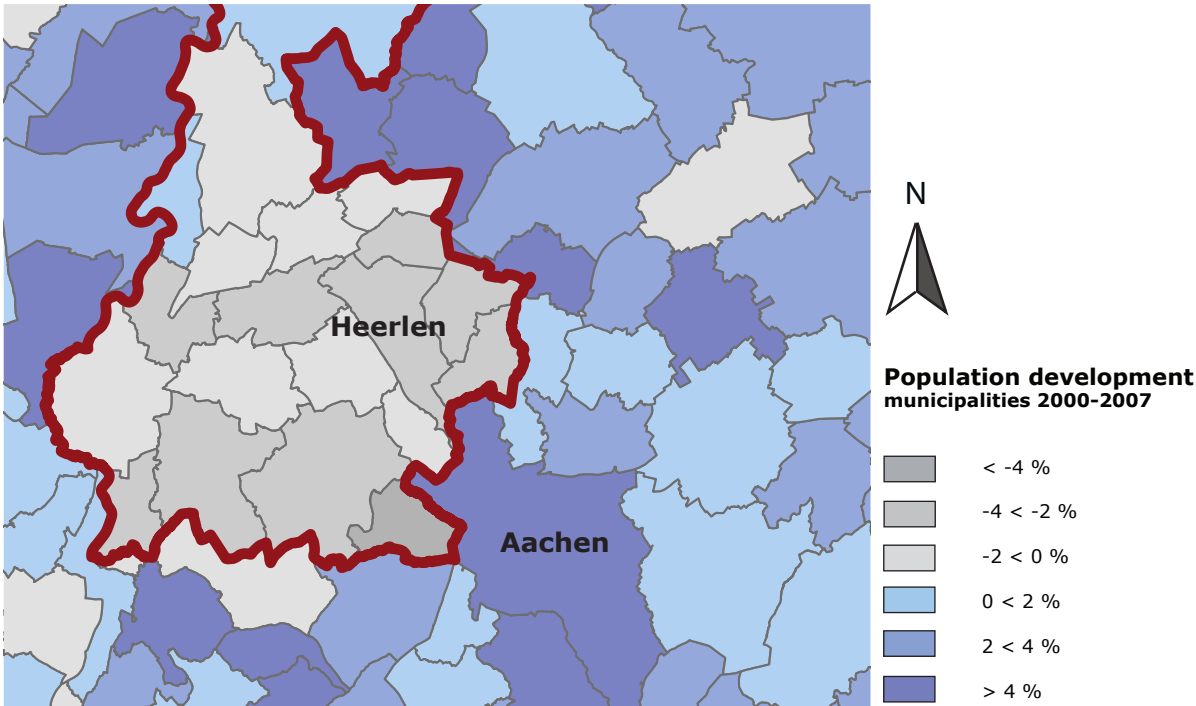 Heerlen
Aachen
N
Population development
municipalities 2000-2007
< -4 %
-4 < -2 %
-2 < 0 %
0 < 2 %
2 < 4 %
> 4 %